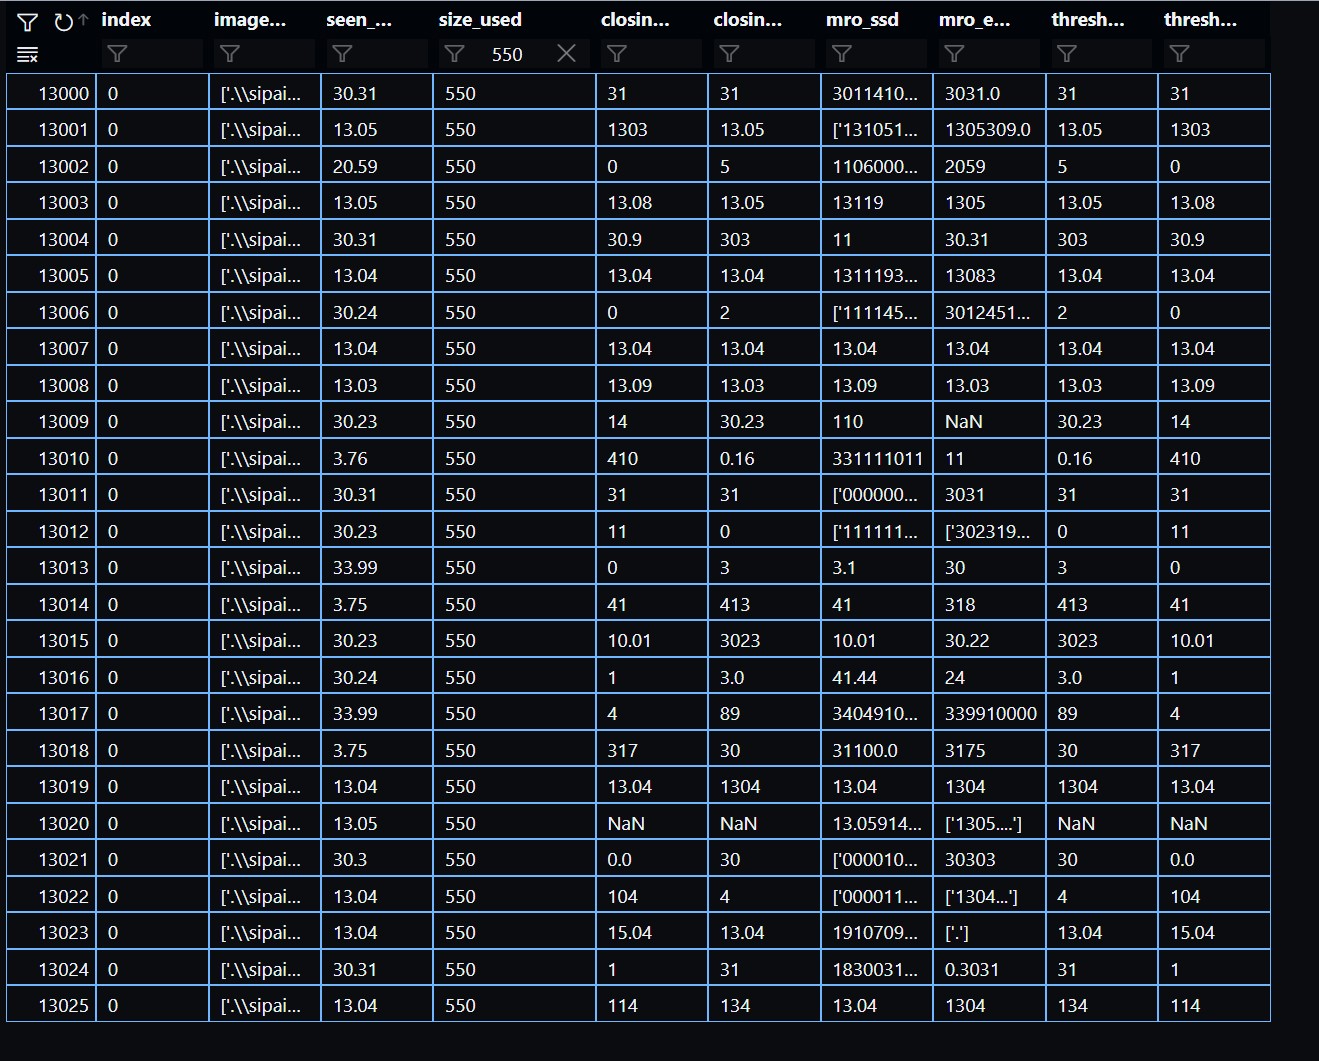 index image... seen_... size_used closin... closin... mro_ssd mro_e... thresh... thresh...
550
13000 0 ['.\\sipai... 30.31 550 31 31 3011410... 3031.0 31 31
13001 0 ['.\\sipai... 13.05 550 1303 13.05 ['131051... 1305309.0 13.05 1303
13002 0 ['.\\sipai... 20.59 550 0 5 1106000... 2059 5 0
13003 0 ['.\\sipai... 13.05 550 13.08 13.05 13119 1305 13.05 13.08
13004 0 ['.\\sipai... 30.31 550 30.9 303 11 30.31 303 30.9
13005 0 ['.\\sipai... 13.04 550 13.04 13.04 1311193... 13083 13.04 13.04
13006 0 ['.\\sipai... 30.24 550 0 2 ['111145... 3012451... 2 0
13007 0 ['.\\sipai... 13.04 550 13.04 13.04 13.04 13.04 13.04 13.04
13008 0 ['.\\sipai... 13.03 550 13.09 13.03 13.09 13.03 13.03 13.09
13009 0 ['.\\sipai... 30.23 550 14 30.23 110 NaN 30.23 14
13010 0 ['.\\sipai... 3.76 550 410 0.16 331111011 11 0.16 410
13011 0 ['.\\sipai... 30.31 550 31 31 ['000000... 3031 31 31
13012 0 ['.\\sipai... 30.23 550 11 0 ['111111... ['302319... 0 11
13013 0 ['.\\sipai... 33.99 550 0 3 3.1 30 3 0
13014 0 ['.\\sipai... 3.75 550 41 413 41 318 413 41
13015 0 ['.\\sipai... 30.23 550 10.01 3023 10.01 30.22 3023 10.01
13016 0 ['.\\sipai... 30.24 550 1 3.0 41.44 24 3.0 1
13017 0 ['.\\sipai... 33.99 550 4 89 3404910... 339910000 89 4
13018 0 ['.\\sipai... 3.75 550 317 30 31100.0 3175 30 317
13019 0 ['.\\sipai... 13.04 550 13.04 1304 13.04 1304 1304 13.04
13020 0 ['.\\sipai... 13.05 550 NaN NaN 13.05914... ['1305....'] NaN NaN
13021 0 ['.\\sipai... 30.3 550 0.0 30 ['000010... 30303 30 0.0
13022 0 ['.\\sipai... 13.04 550 104 4 ['000011... ['1304...'] 4 104
13023 0 ['.\\sipai... 13.04 550 15.04 13.04 1910709... ['.'] 13.04 15.04
13024 0 ['.\\sipai... 30.31 550 1 31 1830031... 0.3031 31 1
13025 0 ['.\\sipai... 13.04 550 114 134 13.04 1304 134 114